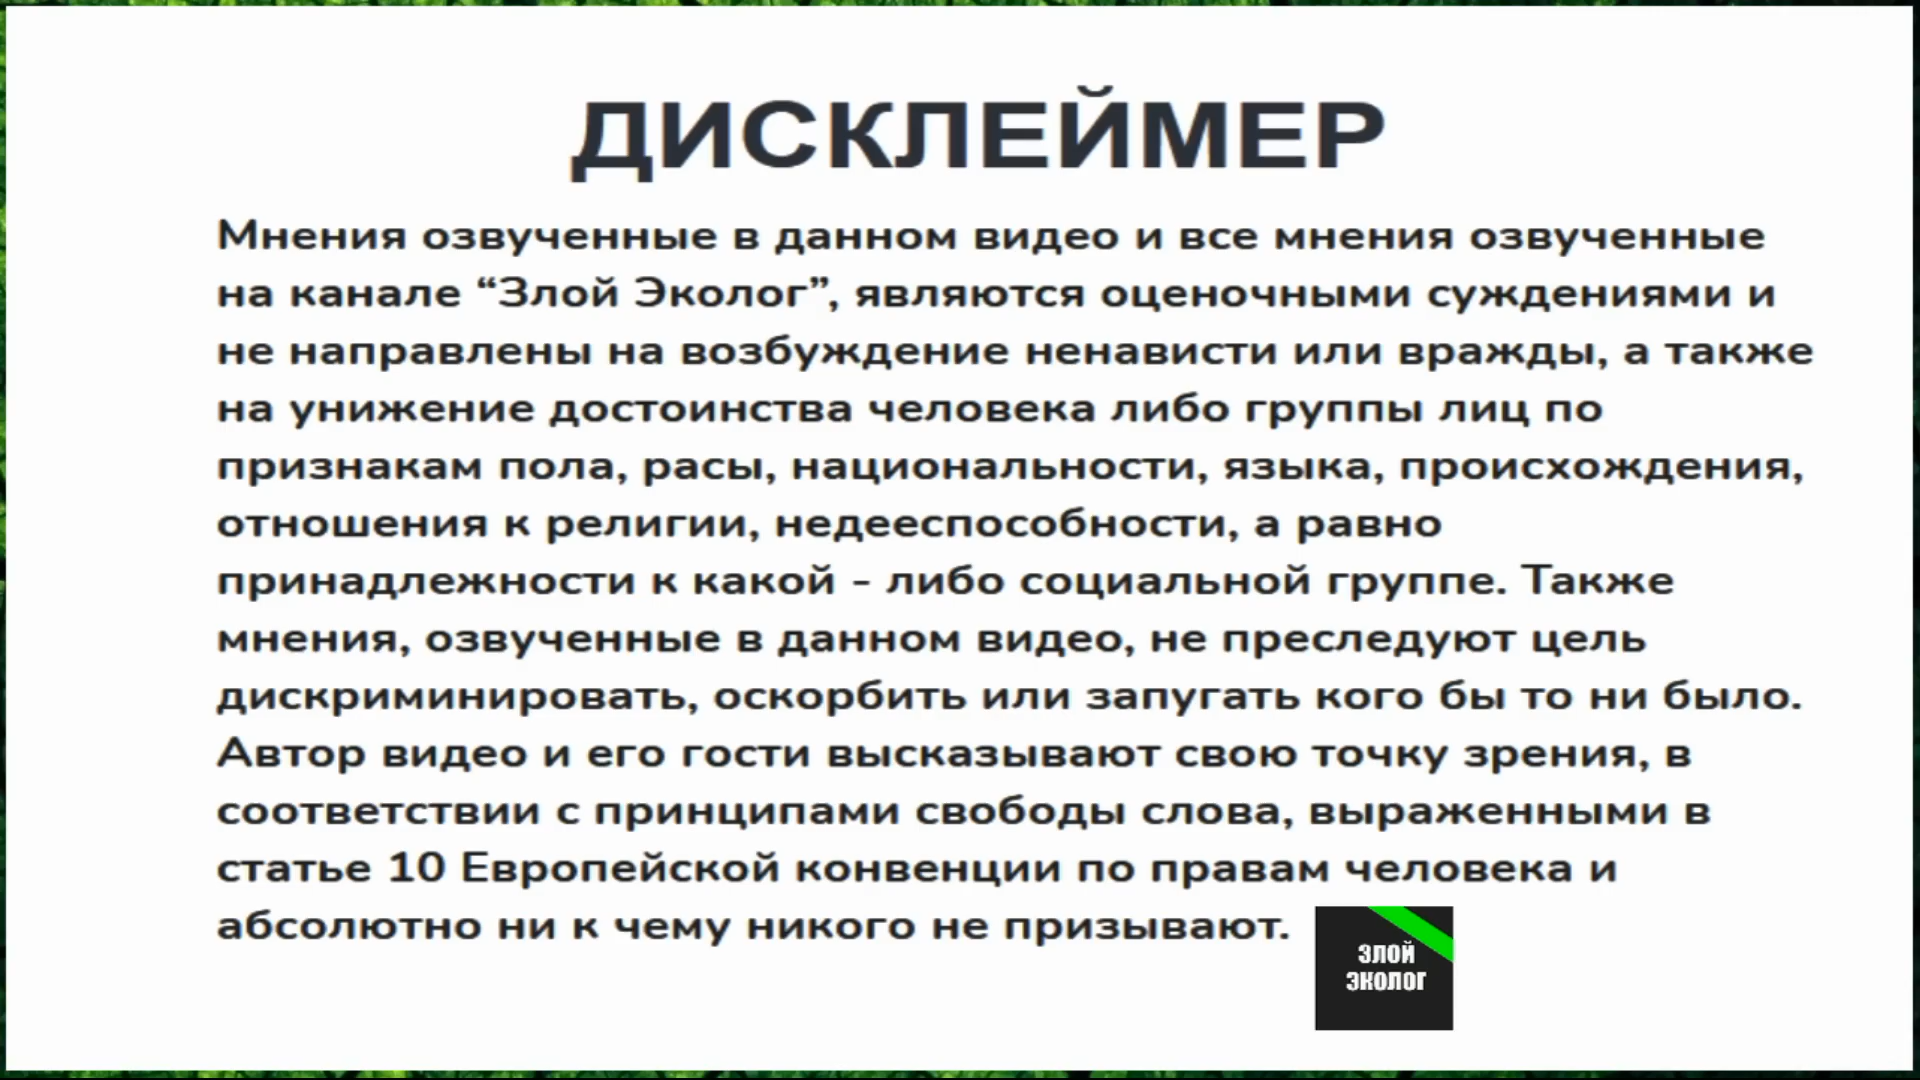 ДИСКЛЕЙМЕР
Мнения озвученные в данном видео и все мнения озвученные
на канале “Злой Эколог”, являются оценочными суждениями и
не направлены на возбуждение ненависти или вражды, а также
на унижение достоинства человека либо группы лиц по
признакам пола, расы, национальности, языка, происхождения,
отношения к религии, недееспособности, а равно
принадлежности к какой - либо социальной группе. Также
мнения, озвученные в данном видео, не преследуют цель
дискриминировать, оскорбить или запугать кого бы то ни было.
Автор видео и его гости высказывают свою точку зрения, в
соответствии с принципами свободы слова, выраженными в
статье 10 Европейской конвенции по правам человека и
абсолютно ни к чему никого не призывают.
ЗЛОЙ
ЭКОЛОГ